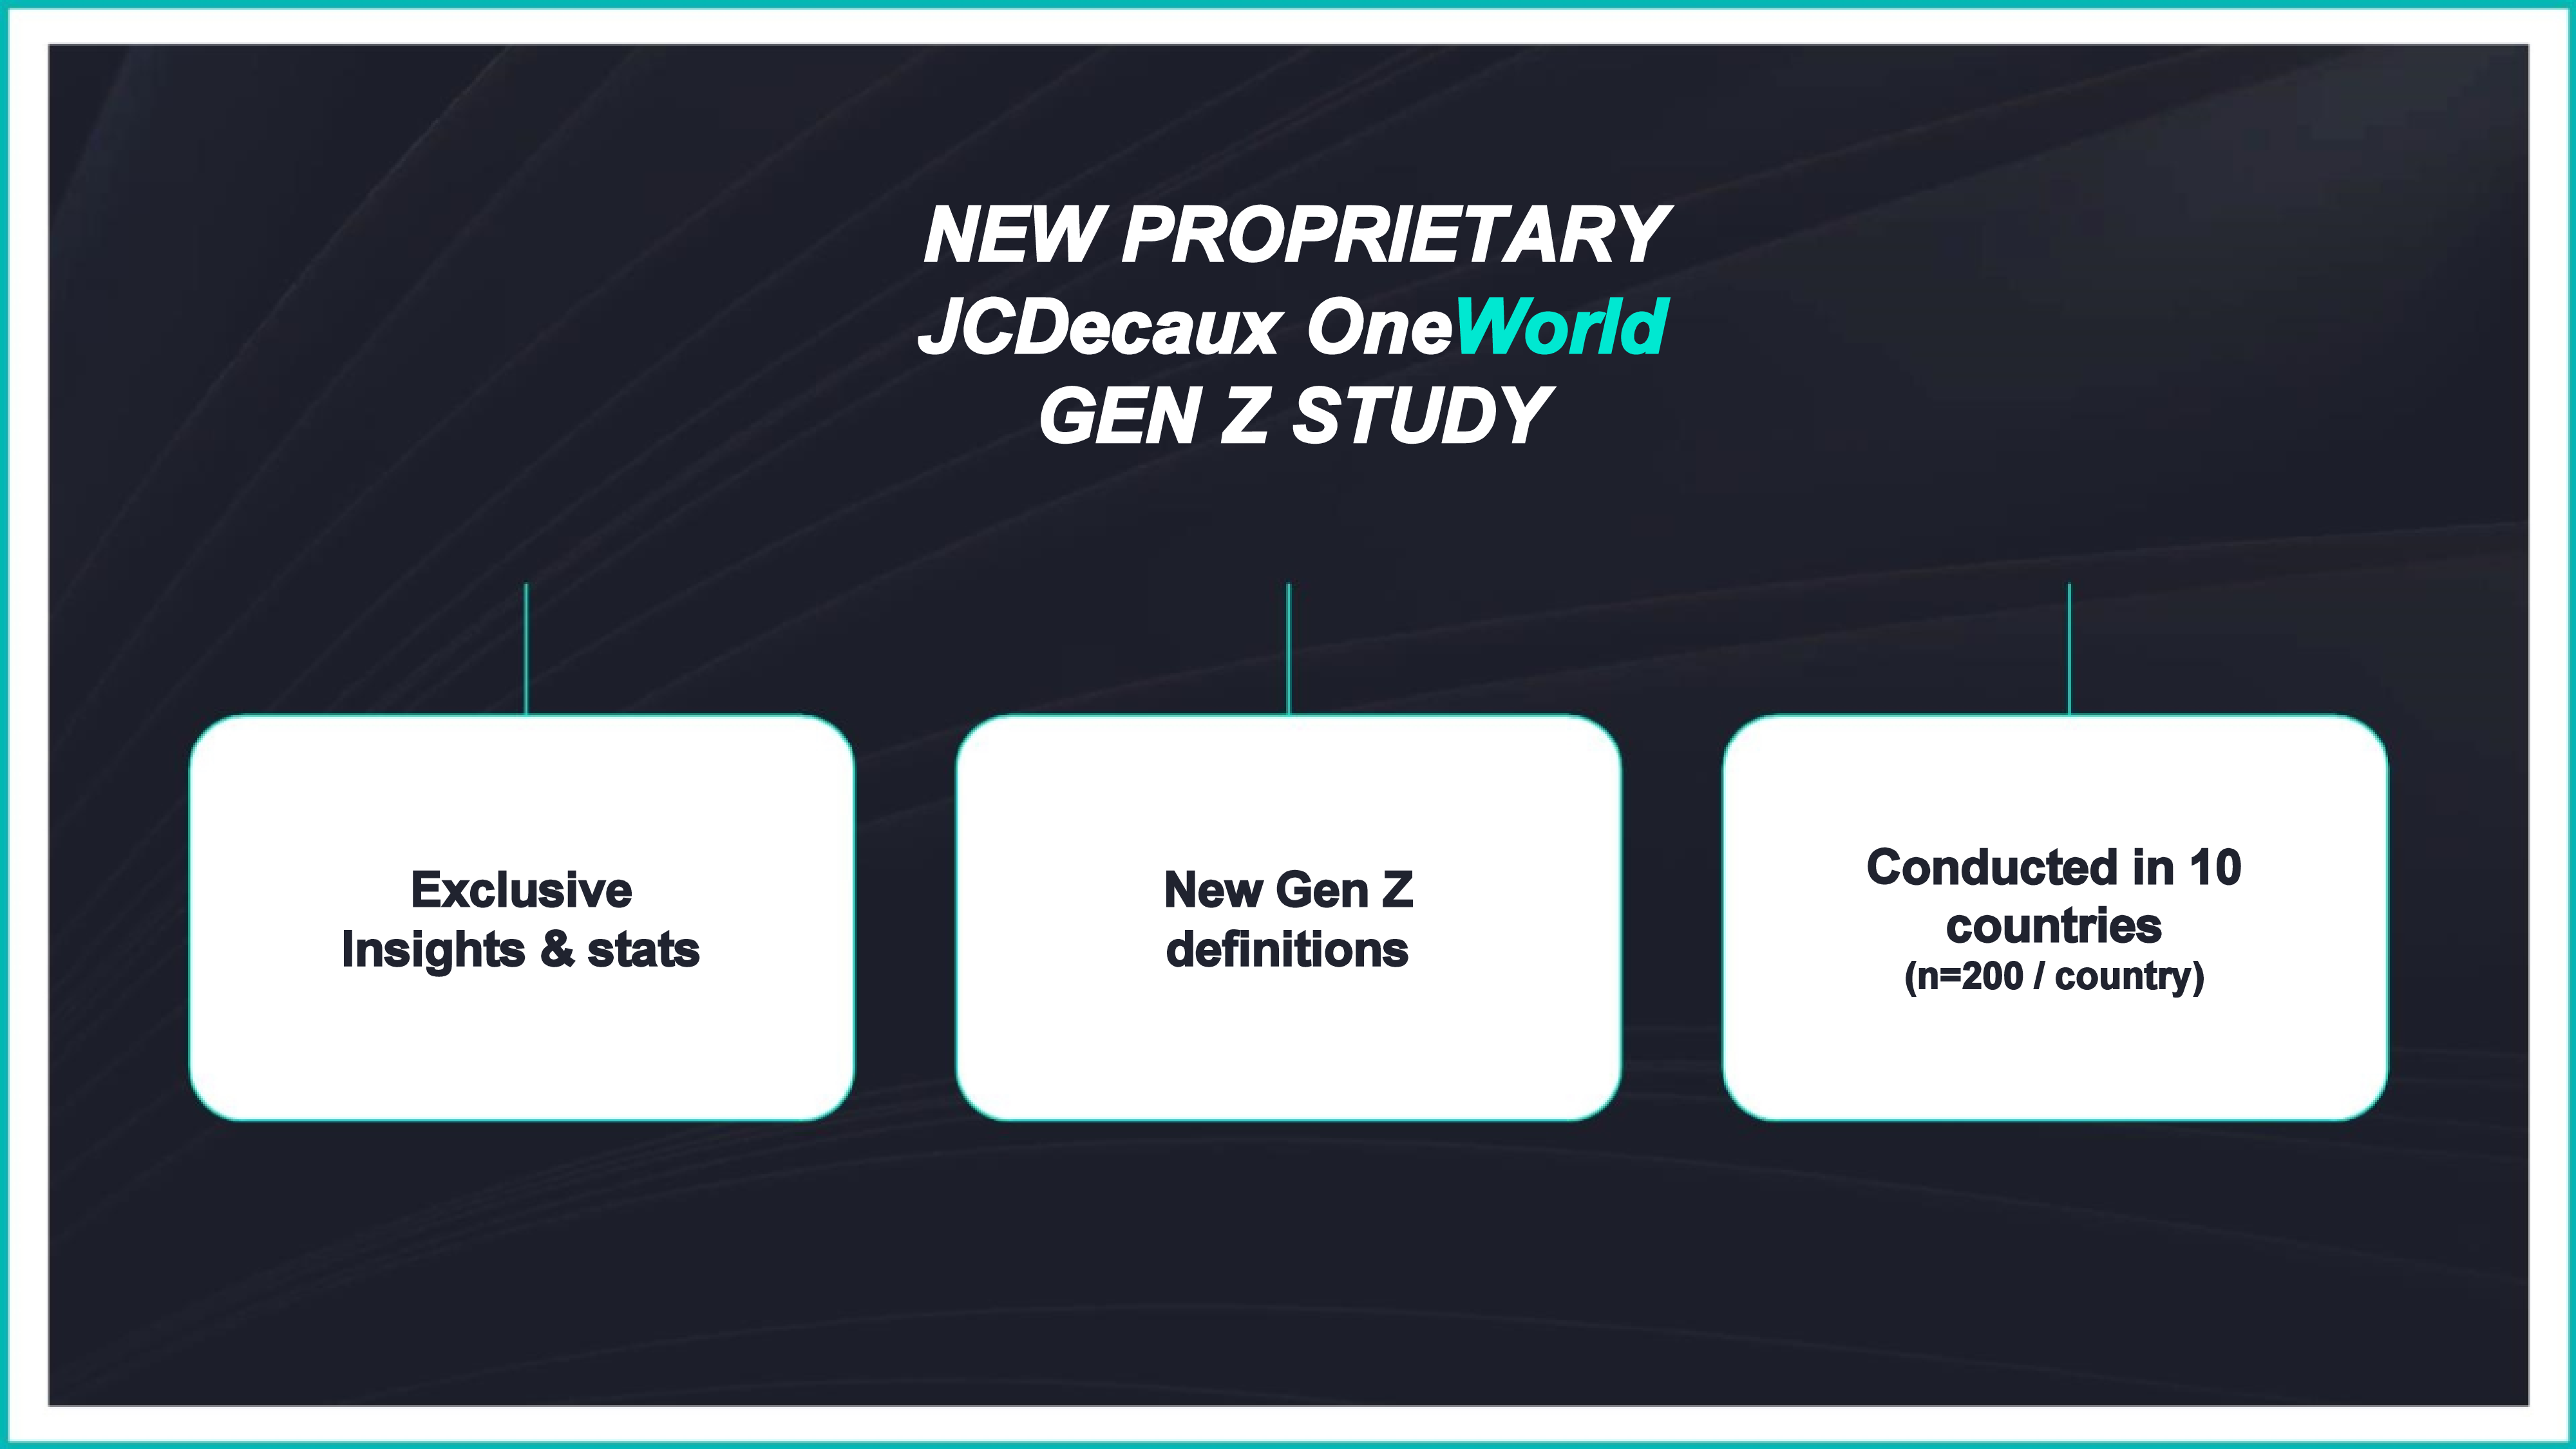 NEW PROPRIETARY
JCDecaux OneWorld
GEN Z STUDY
Exclusive
Insights & stats
New Gen Z
definitions
Conducted in 10
countries
(n=200 / country)